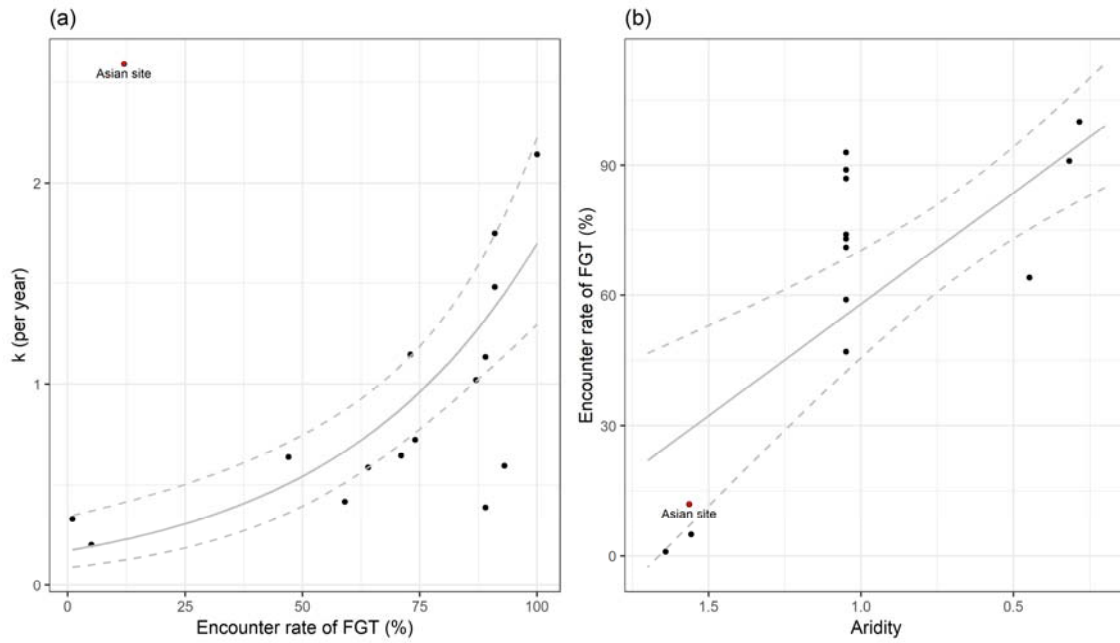 (a)
(b)
Asian site
2
1
0
k (per year)
0
25
50
75
100
Encounter rate of FGT (%)
90
60
30
0
Encounter rate of FGT (%)
Asian site
1.5
1.0
0.5
Aridity